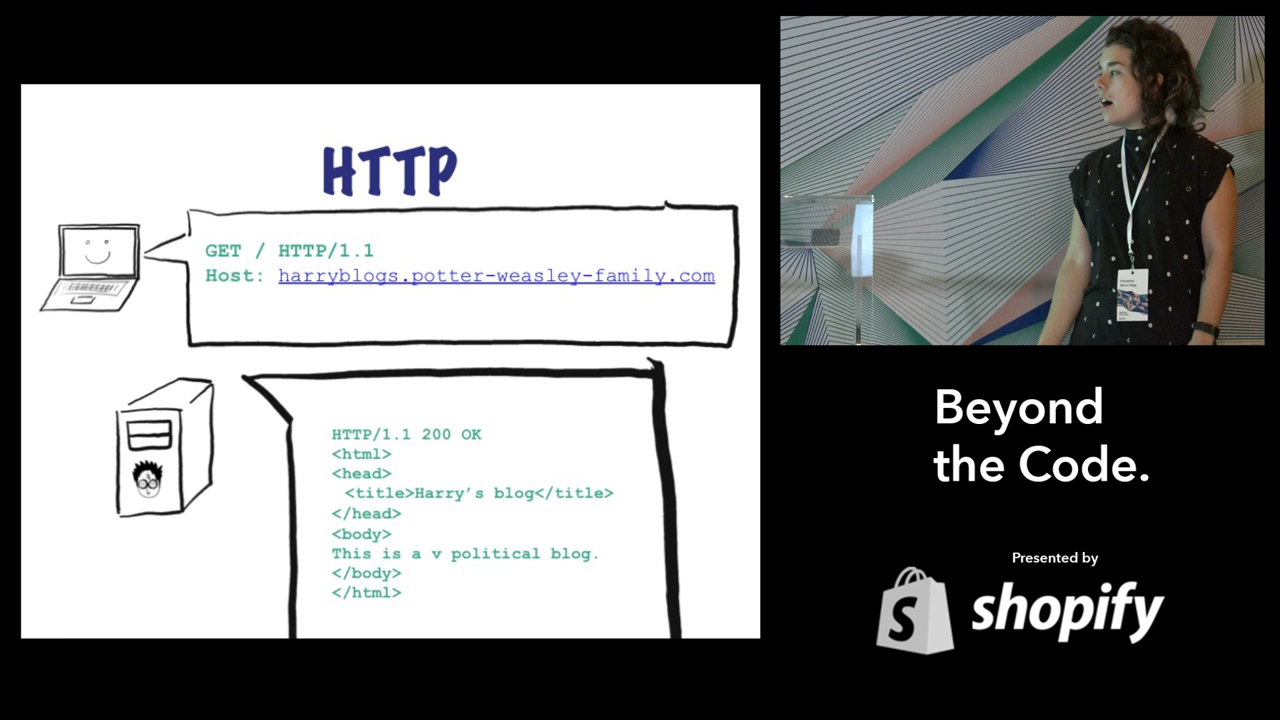 HTTP
GET / HTTP/1.1
Host: harryblogs.potter-weasley-family.com
HTTP/1.1 200 OK
<html>
<head>
<title>Harry’s blog</title>
</head>
<body>
This is a v political blog.
</body>
</html>
Beyond
the Code.
Presented by
S
shopify